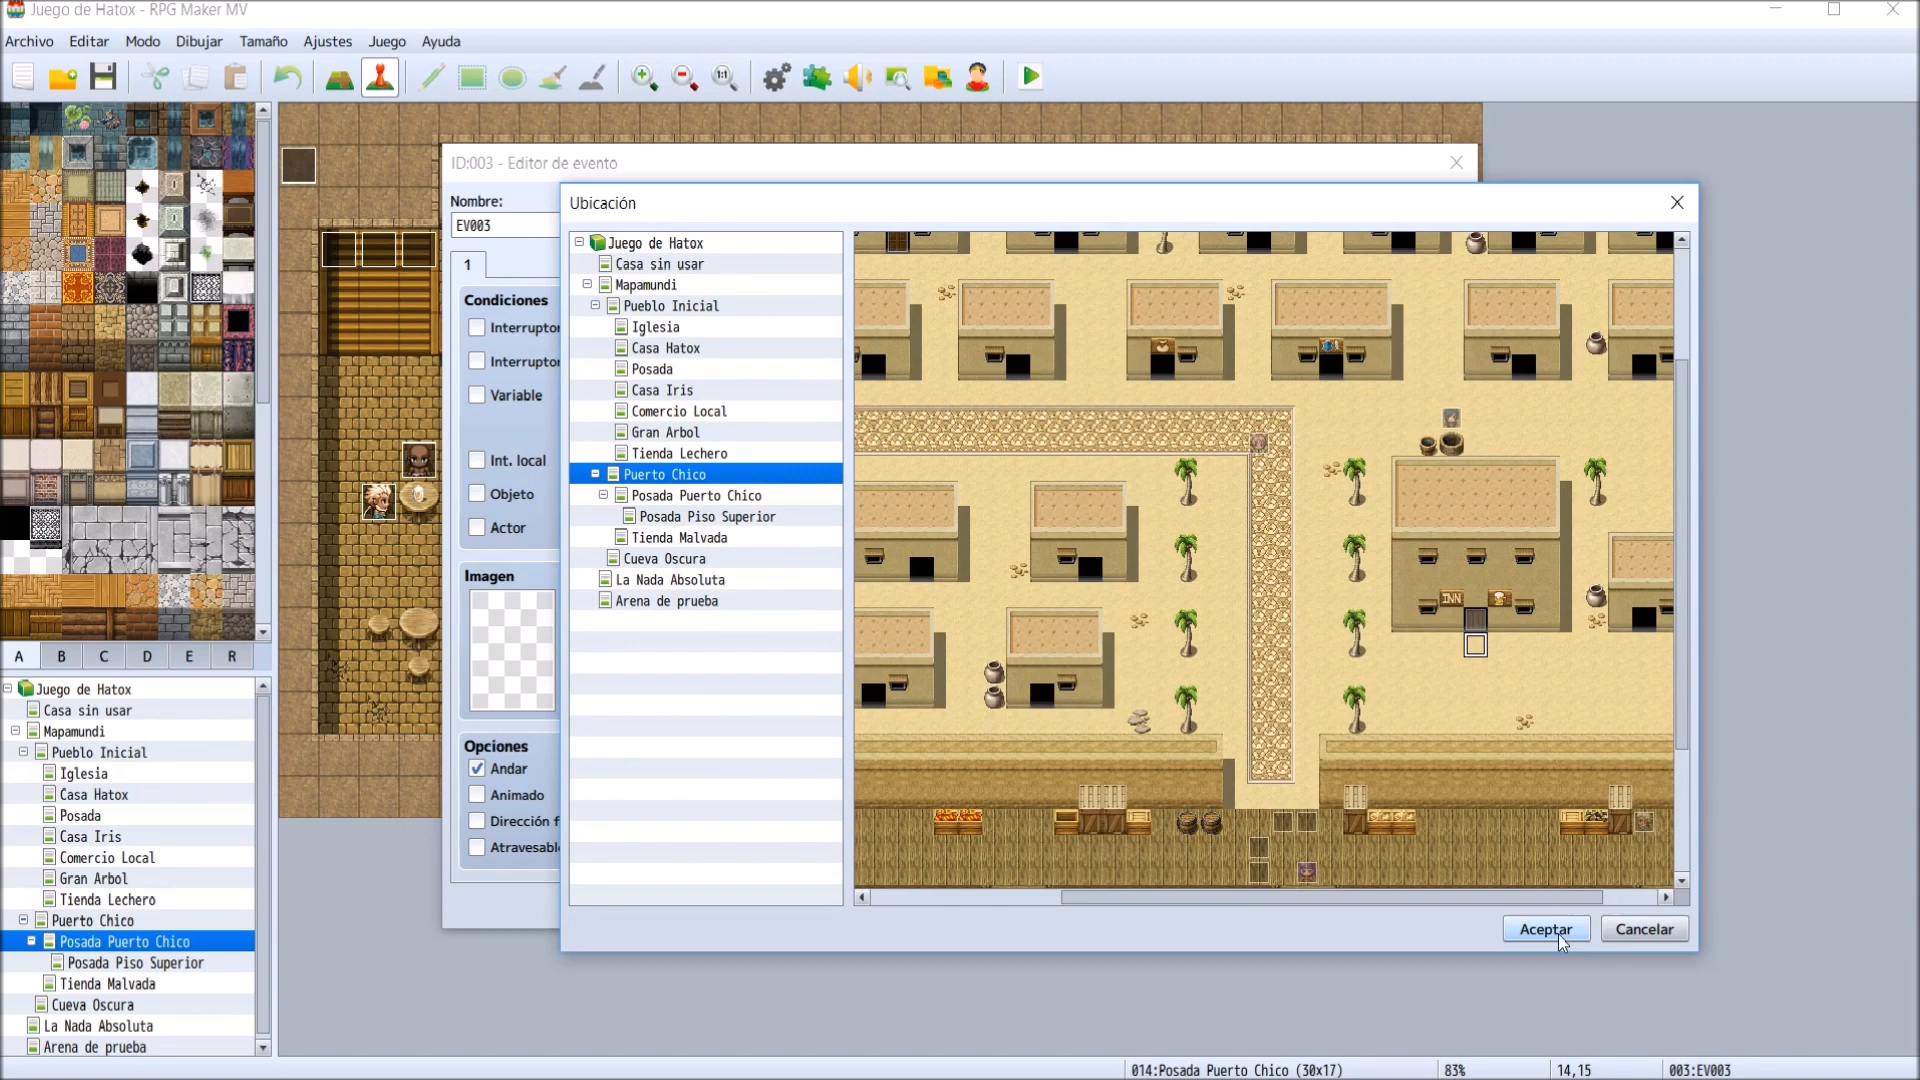 Juego de Hatox - RPG Maker MV
Archivo Editar Modo Dibujar Tamaño Ajustes Juego Ayuda
1:1
ID:003 - Editor de evento
Nombre:
EV003
1
Condiciones
Interruptor
Interruptor
Variable
Int. local
Objeto
Actor
Imagen
Opciones
Andar
Animado
Dirección f
Atravesable
Ubicación
Juego de Hatox
Casa sin usar
Mapamundi
Pueblo Inicial
Iglesia
Casa Hatox
Posada
Casa Iris
Comercio Local
Gran Arbol
Tienda Lechero
Puerto Chico
Posada Puerto Chico
Posada Piso Superior
Tienda Malvada
Cueva Oscura
La Nada Absoluta
Arena de prueba
INN
Aceptar Cancelar
A B C D E R
Juego de Hatox
Casa sin usar
Mapamundi
Pueblo Inicial
Iglesia
Casa Hatox
Posada
Casa Iris
Comercio Local
Gran Arbol
Tienda Lechero
Puerto Chico
Posada Puerto Chico
Posada Piso Superior
Tienda Malvada
Cueva Oscura
La Nada Absoluta
Arena de prueba
014:Posada Puerto Chico (30x17) 83% 14,15 003:EV003